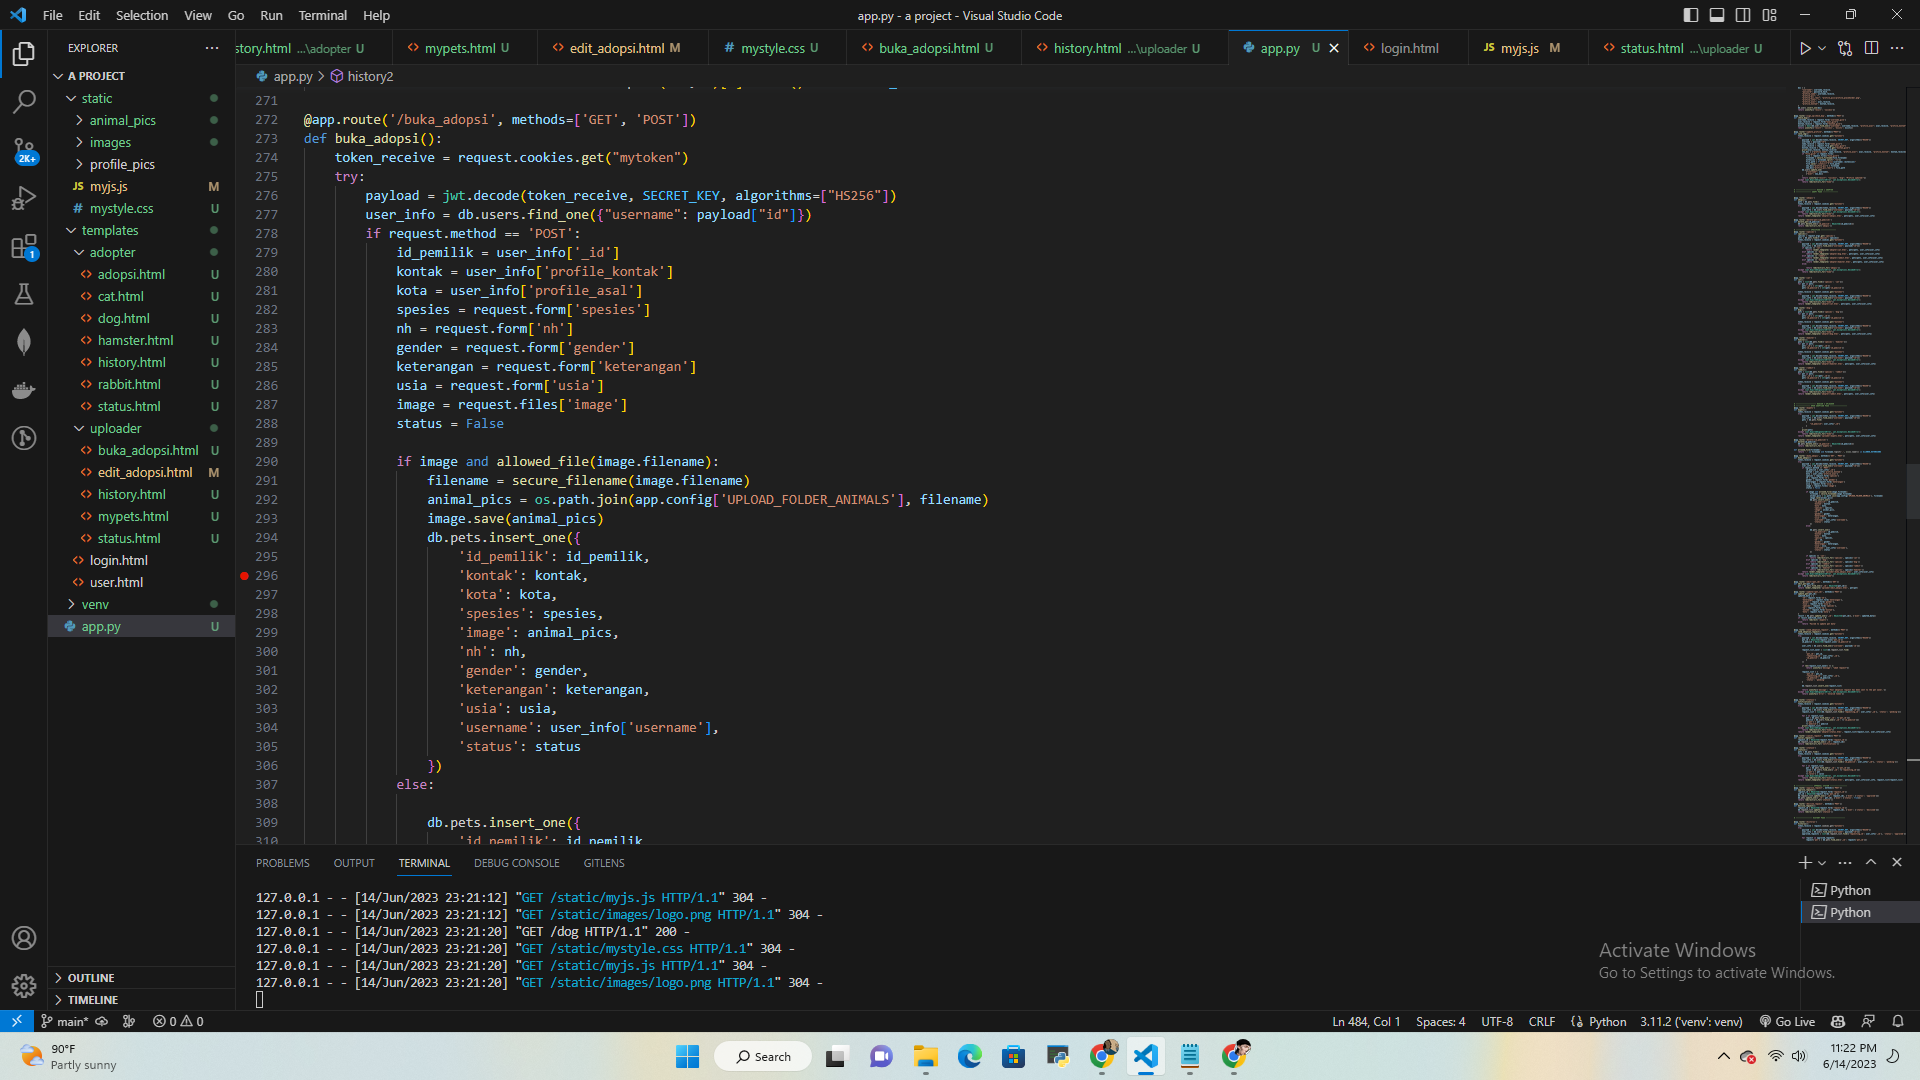 File Edit Selection View Go Run Terminal Help
app.py - a project - Visual Studio Code
EXPLORER
story.html ...\adopter U
mypets.html U
edit_adopsi.html M
# mystyle.css U
buka_adopsi.html U
history.html ...\uploader U
app.py U
login.html
JS myjs.js M
status.html ...\uploader U
app.py > history2
A PROJECT
static
animal_pics
images
profile_pics
JS myjs.js M
# mystyle.css U
templates
adopter
adopsi.html U
cat.html U
dog.html U
hamster.html U
history.html U
rabbit.html U
status.html U
uploader
buka_adopsi.html U
edit_adopsi.html M
history.html U
mypets.html U
status.html U
login.html
user.html
venv
app.py U
OUTLINE
TIMELINE
2K+
1
271
272 @app.route('/buka_adopsi', methods=['GET', 'POST'])
273 def buka_adopsi():
274 token_receive = request.cookies.get("mytoken")
275 try:
276 payload = jwt.decode(token_receive, SECRET_KEY, algorithms=["HS256"])
277 user_info = db.users.find_one({"username": payload["id"]})
278 if request.method == 'POST':
279 id_pemilik = user_info['_id']
280 kontak = user_info['profile_kontak']
281 kota = user_info['profile_asal']
282 spesies = request.form['spesies']
283 nh = request.form['nh']
284 gender = request.form['gender']
285 keterangan = request.form['keterangan']
286 usia = request.form['usia']
287 image = request.files['image']
288 status = False
289
290 if image and allowed_file(image.filename):
291 filename = secure_filename(image.filename)
292 animal_pics = os.path.join(app.config['UPLOAD_FOLDER_ANIMALS'], filename)
293 image.save(animal_pics)
294 db.pets.insert_one({
295 'id_pemilik': id_pemilik,
296 'kontak': kontak,
297 'kota': kota,
298 'spesies': spesies,
299 'image': animal_pics,
300 'nh': nh,
301 'gender': gender,
302 'keterangan': keterangan,
303 'usia': usia,
304 'username': user_info['username'],
305 'status': status
306 })
307 else:
308
309 db.pets.insert_one({
310 'id_pemilik': id_pemilik
PROBLEMS OUTPUT TERMINAL DEBUG CONSOLE GITLENS
127.0.0.1 - - [14/Jun/2023 23:21:12] "GET /static/myjs.js HTTP/1.1" 304 -
127.0.0.1 - - [14/Jun/2023 23:21:12] "GET /static/images/logo.png HTTP/1.1" 304 -
127.0.0.1 - - [14/Jun/2023 23:21:20] "GET /dog HTTP/1.1" 200 -
127.0.0.1 - - [14/Jun/2023 23:21:20] "GET /static/mystyle.css HTTP/1.1" 304 -
127.0.0.1 - - [14/Jun/2023 23:21:20] "GET /static/myjs.js HTTP/1.1" 304 -
127.0.0.1 - - [14/Jun/2023 23:21:20] "GET /static/images/logo.png HTTP/1.1" 304 -
Python
Python
Activate Windows
Go to Settings to activate Windows.
main* 0 0
Ln 484, Col 1 Spaces: 4 UTF-8 CRLF Python 3.11.2 ('venv': venv) Go Live
90°F
Partly sunny
Search
11:22 PM
6/14/2023